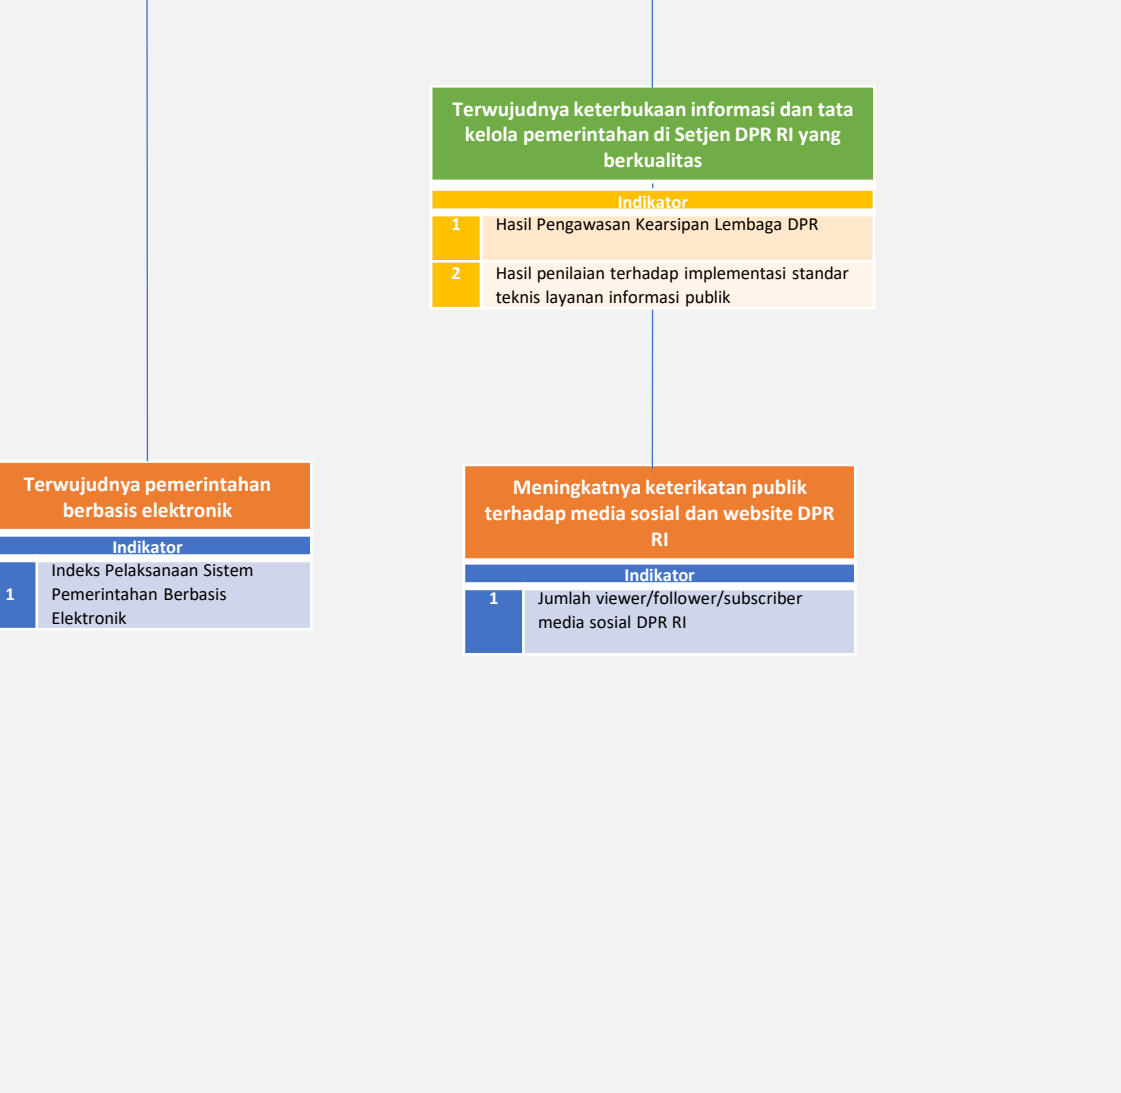 Terwujudnya keterbukaan informasi dan tata
kelola pemerintahan di Setjen DPR RI yang
berkualitas
Indikator
1 Hasil Pengawasan Kearsipan Lembaga DPR
2 Hasil penilaian terhadap implementasi standar
teknis layanan informasi publik
Terwujudnya pemerintahan
berbasis elektronik
Indikator
1 Indeks Pelaksanaan Sistem
Pemerintahan Berbasis
Elektronik
Meningkatnya keterikatan publik
terhadap media sosial dan website DPR
RI
Indikator
1 Jumlah viewer/follower/subscriber
media sosial DPR RI